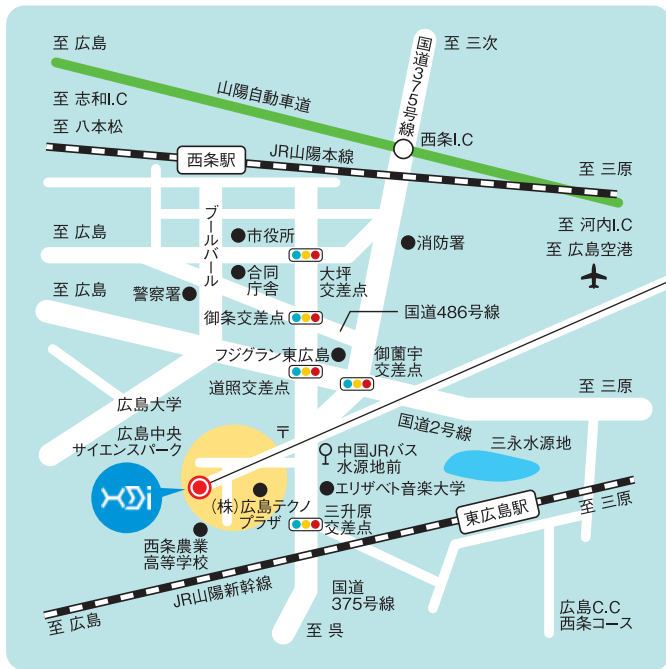 至 広島
国道375号線
至 三次
山陽自動車道
至 志和I.C
至 八本松
西条I.C
西条駅
JR山陽本線
至 三原
ブールバール
市役所
消防署
至 河内I.C
至 広島空港
至 広島
合同
庁舎
大坪
交差点
至 広島
警察署
御条交差点
国道486号線
フジグラン東広島
御薗宇
交差点
道照交差点
至 三原
広島大学
国道2号線
広島中央
サイエンスパーク
〒
中国JRバス
水源地前
三永水源地
(株)広島テクノ
プラザ
エリザベト音楽大学
三升原
交差点
東広島駅
至 三原
西条農業
高等学校
JR山陽新幹線
国道
375号線
至 広島
至 呉
広島C.C
西条コース